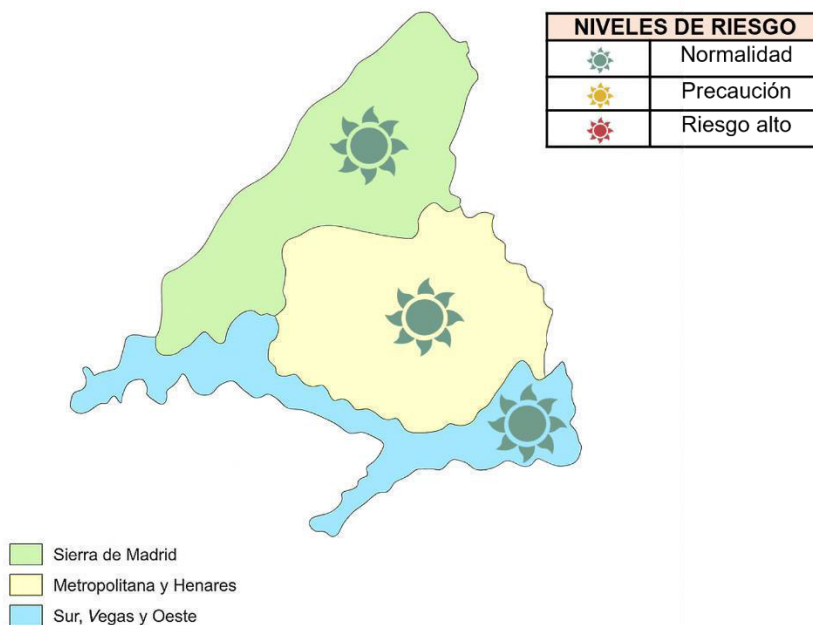 NIVELES DE RIESGO
Normalidad
Precaución
Riesgo alto
Sierra de Madrid
Metropolitana y Henares
Sur, Vegas y Oeste